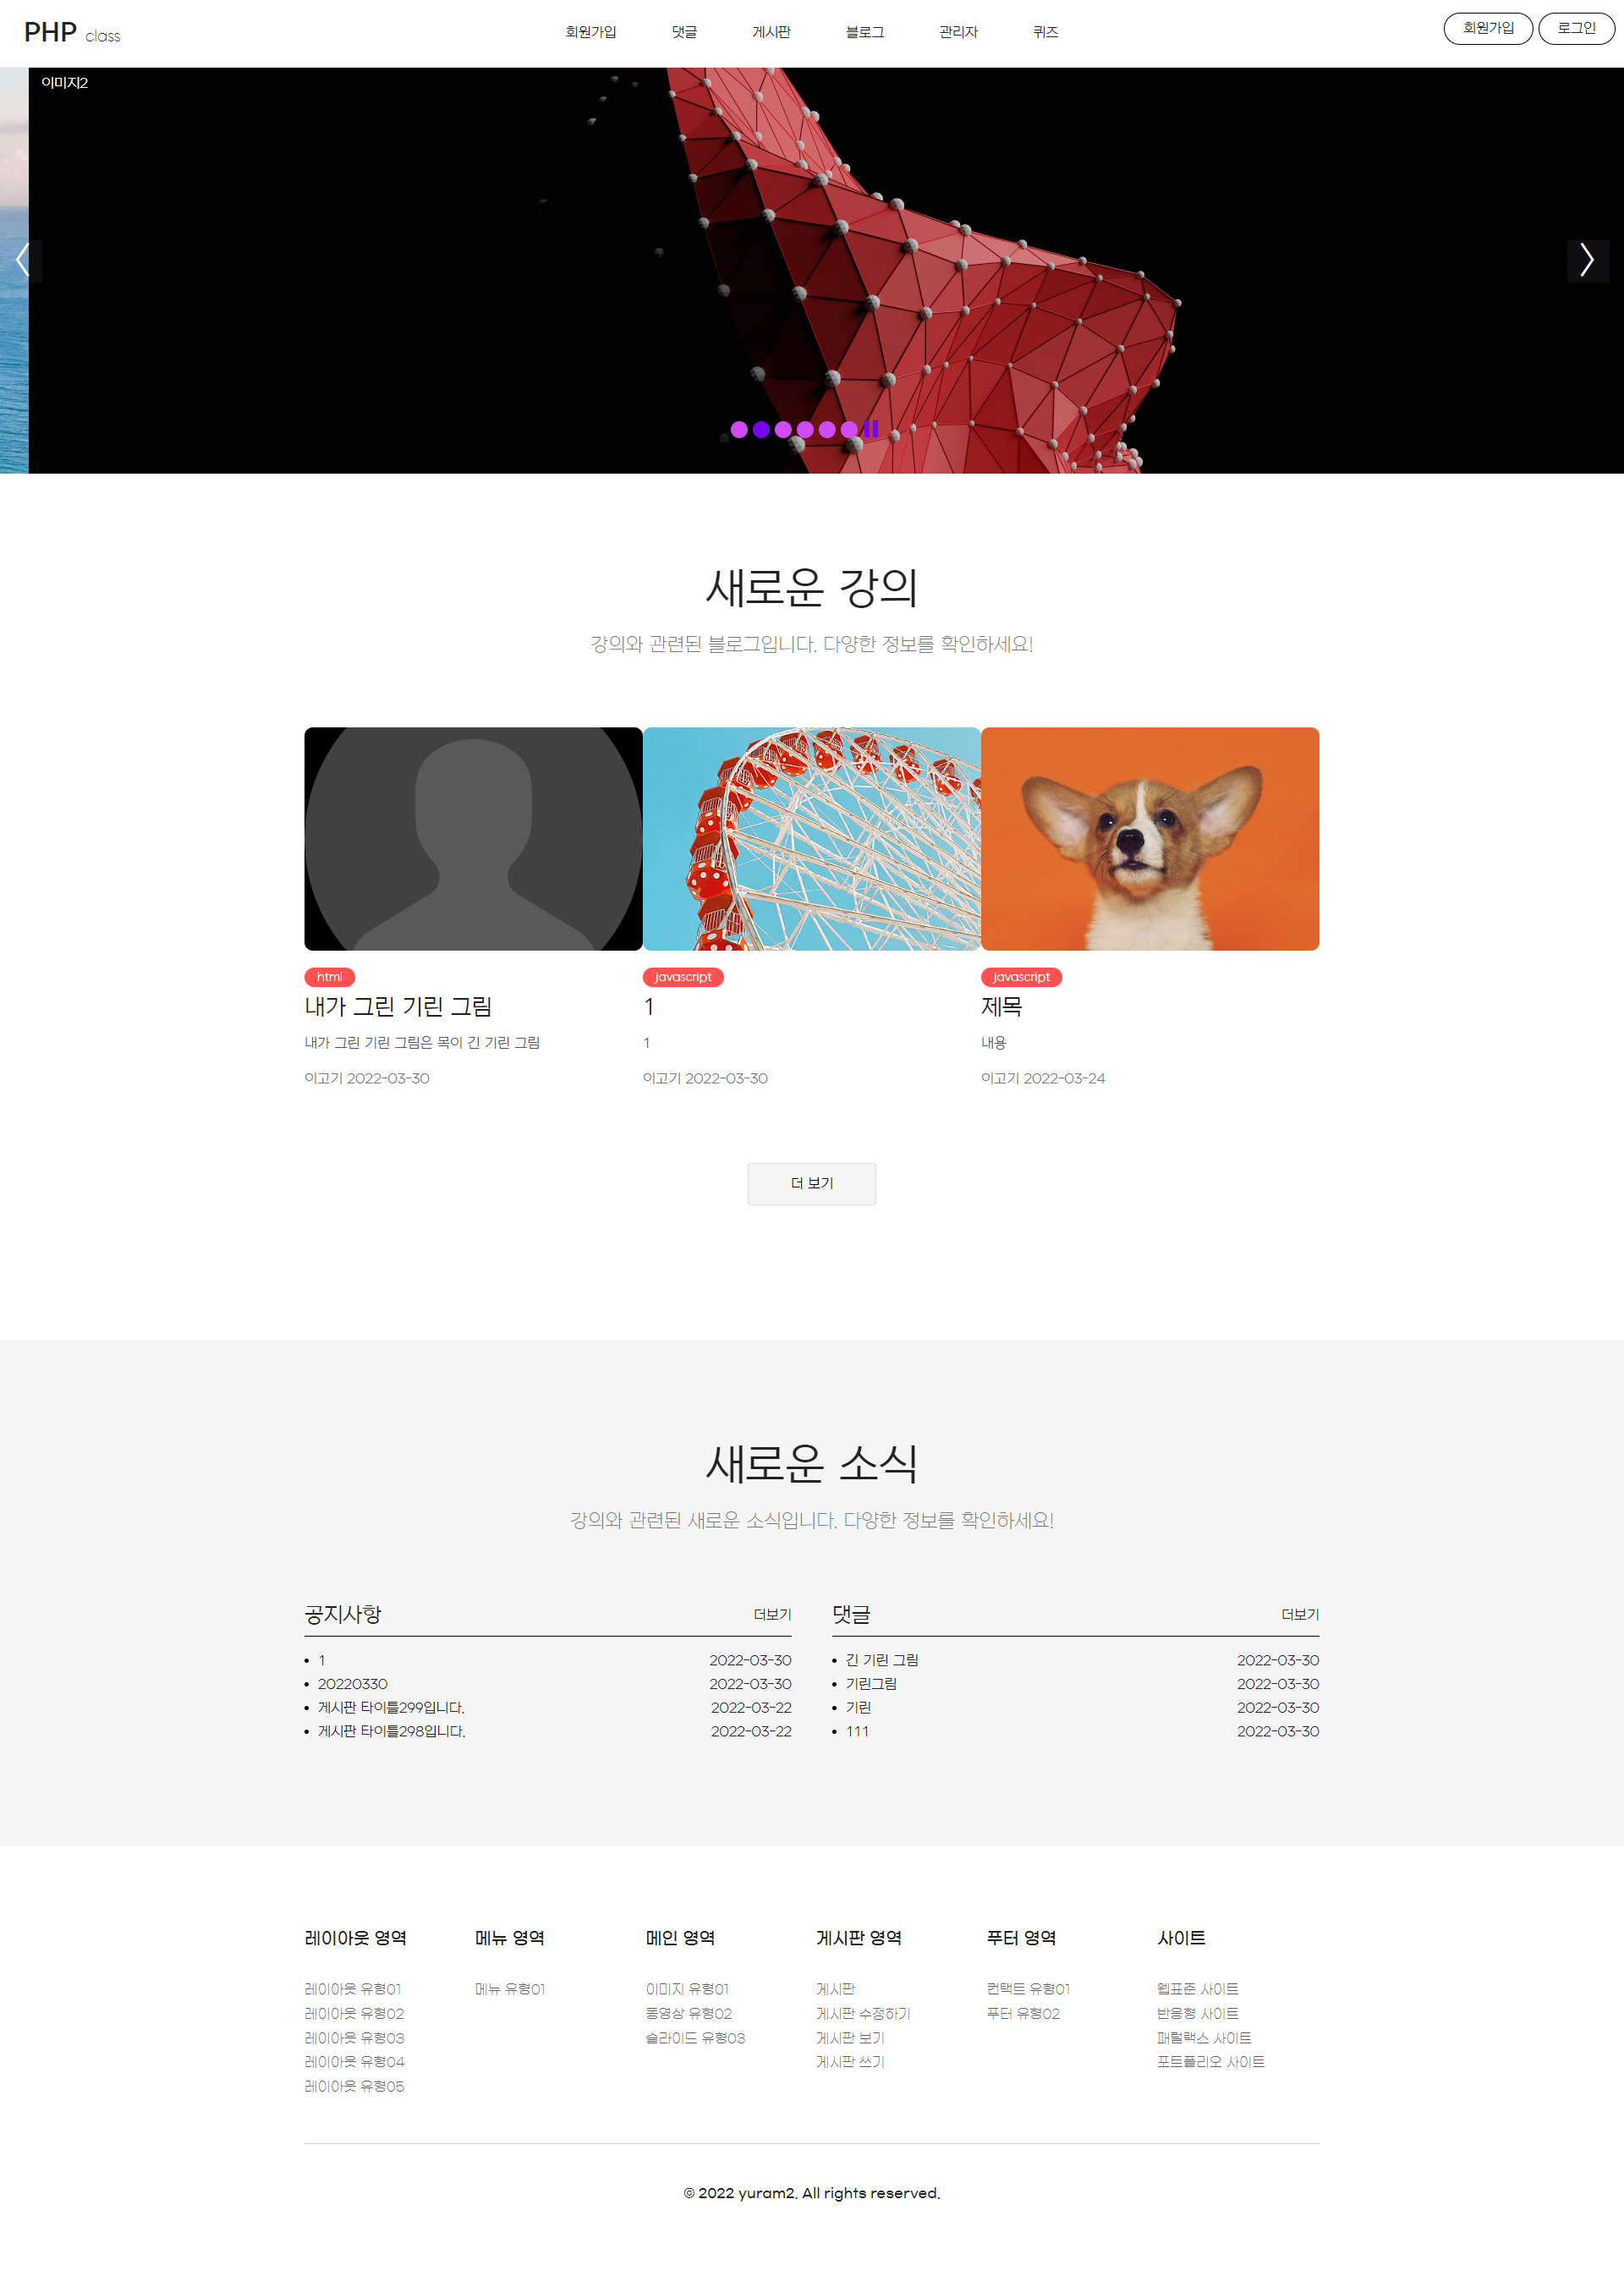 PHP class
회원가입 댓글 게시판 블로그 관리자 퀴즈
회원가입 로그인
이미지2
새로운 강의
강의와 관련된 블로그입니다. 다양한 정보를 확인하세요!
html
내가 그린 기린 그림
내가 그린 기린 그림은 목이 긴 기린 그림
이고기 2022-03-30
javascript
1
1
이고기 2022-03-30
javascript
제목
내용
이고기 2022-03-24
더 보기
새로운 소식
강의와 관련된 새로운 소식입니다. 다양한 정보를 확인하세요!
공지사항 더보기
1 2022-03-30
20220330 2022-03-30
게시판 타이틀299입니다. 2022-03-22
게시판 타이틀298입니다. 2022-03-22
댓글 더보기
긴 기린 그림 2022-03-30
기린그림 2022-03-30
기린 2022-03-30
111 2022-03-30
레이아웃 영역
레이아웃 유형01
레이아웃 유형02
레이아웃 유형03
레이아웃 유형04
레이아웃 유형05
메뉴 영역
메뉴 유형01
메인 영역
이미지 유형01
동영상 유형02
슬라이드 유형03
게시판 영역
게시판
게시판 수정하기
게시판 보기
게시판 쓰기
푸터 영역
컨택트 유형01
푸터 유형02
사이트
웹표준 사이트
반응형 사이트
패럴랙스 사이트
포트폴리오 사이트
© 2022 yuram2. All rights reserved.